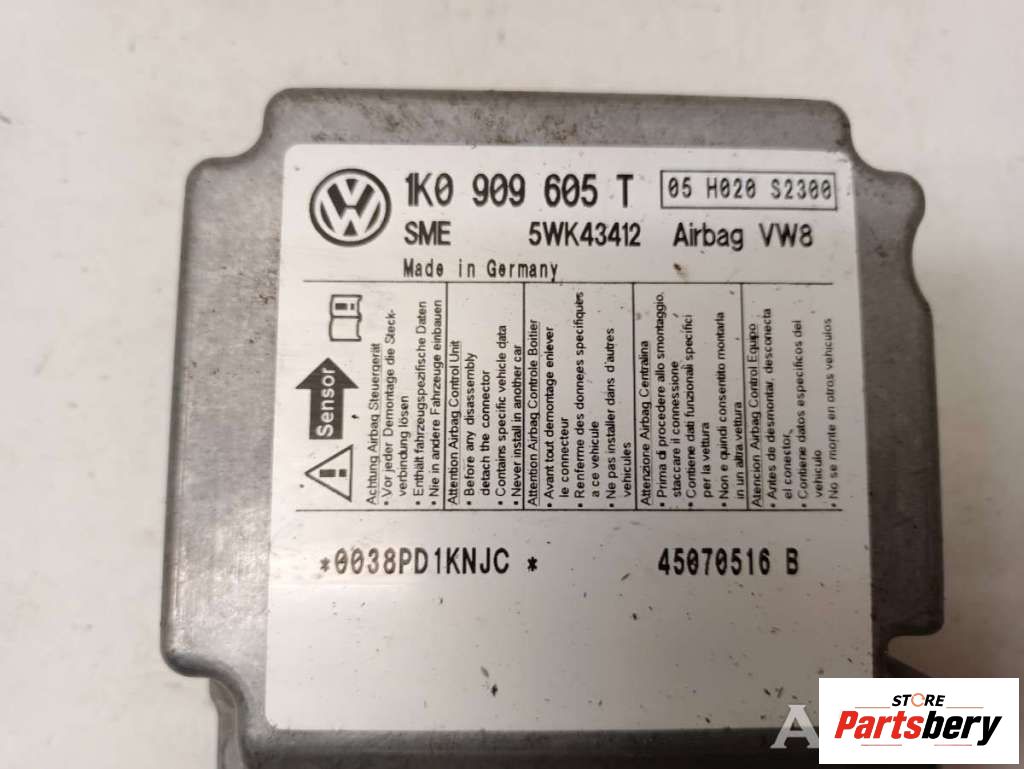 1K0 909 605 T
05 H020 S2300
SME 5WK43412 Airbag VW8
Made in Germany
Sensor
Achtung Airbag Steuergerät
• Vor jeder Demontage die Steck-
verbindung lösen
• Enthält fahrzeugspezifische Daten
• Nie in andere Fahrzeuge einbauen
Attention Airbag Control Unit
• Before any disassembly
detach the connector
• Contains specific vehicle data
• Never install in another car
Attention Airbag Controle Boitier
• Avant tout demontage enlever
le connecteur
• Renferme des donnees specifiques
a ce vehicule
• Ne pas installer dans d'autres
vehicules
Attenzione Airbag Centralina
• Prima di procedere allo smontaggio,
staccare il connessione
• Contiene dati funzionali specifici
per la vettura
• Non e quindi consentito montarla
in un altra vettura
Atencion Airbag Control Equipo
• Antes de desmontar, desconecta
el conector,
• Contiene datos especificos del
vehiculo
• No se monte en otros vehiculos
*0038PD1KNJC * 45070516 B
A
STORE
Partsbery